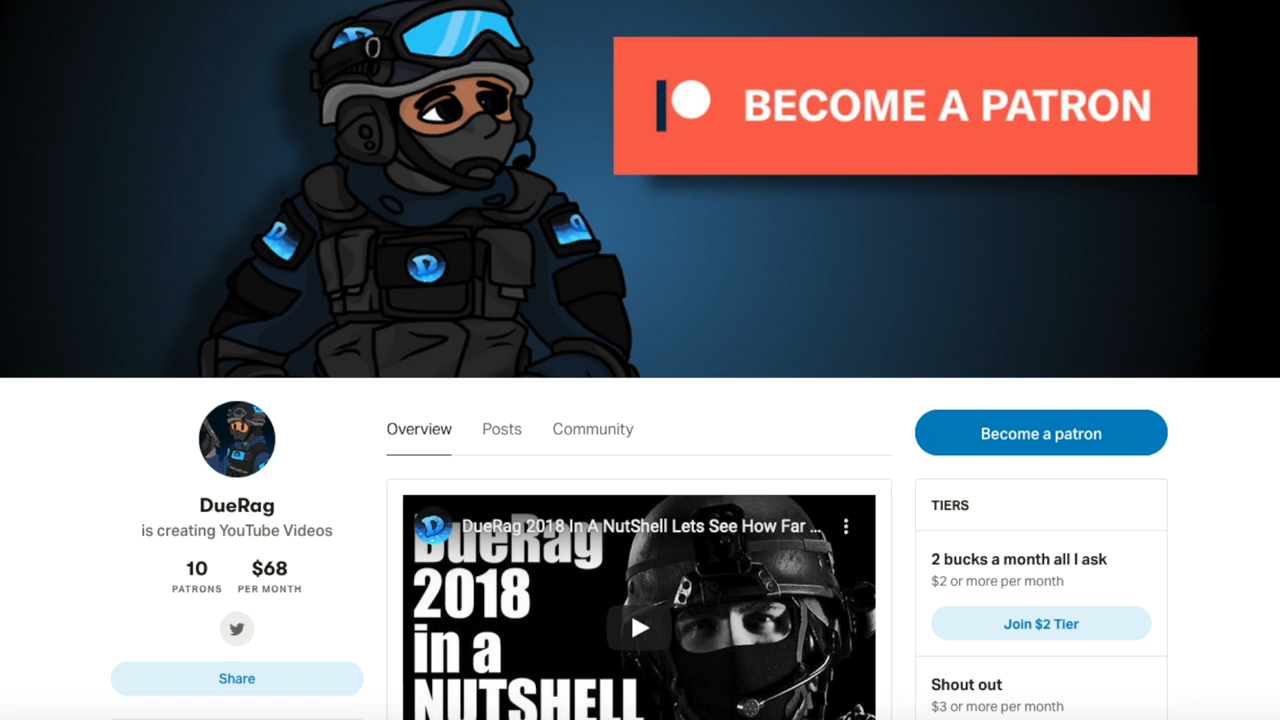 BECOME A PATRON
DueRag
is creating YouTube Videos
10
PATRONS
$68
PER MONTH
Share
Overview
Posts
Community
DueRag 2018 In A NutShell Lets See How Far ...
DueRag
2018
in a
NUTSHELL
Become a patron
TIERS
2 bucks a month all I ask
$2 or more per month
Join $2 Tier
Shout out
$3 or more per month